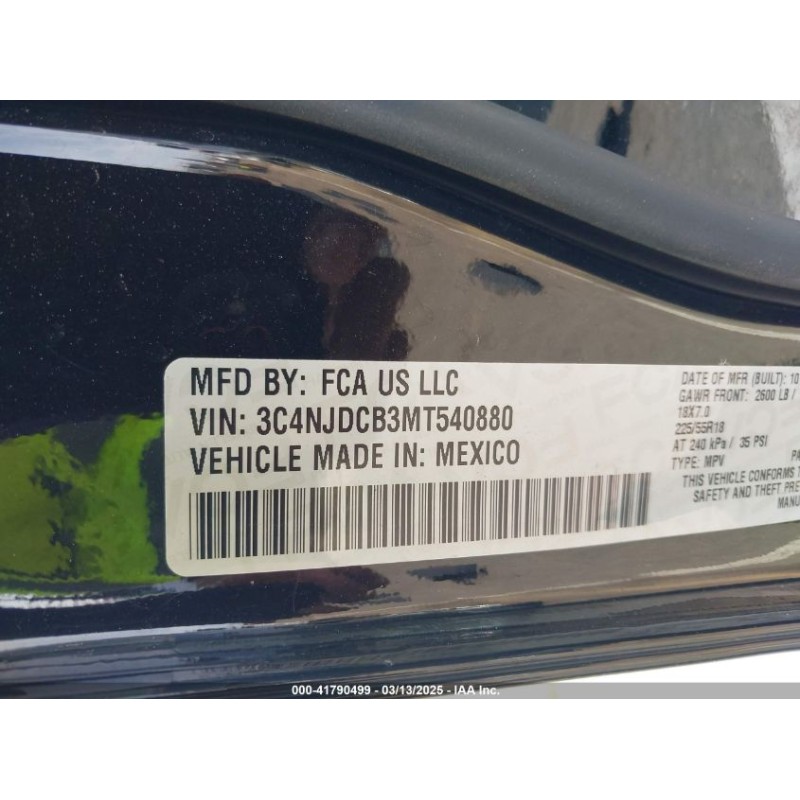 MFD BY: FCA US LLC
VIN: 3C4NJDCB3MT540880
VEHICLE MADE IN: MEXICO
DATE OF MFR (BUILT): 10
GAWR FRONT: 2600 LB /
18X7.0
225/55R18
AT 240 kPa / 35 PSI
TYPE: MPV PA
THIS VEHICLE CONFORMS T
SAFETY AND THEFT PRE
MANU
000-41790499 - 03/13/2025 - IAA Inc.